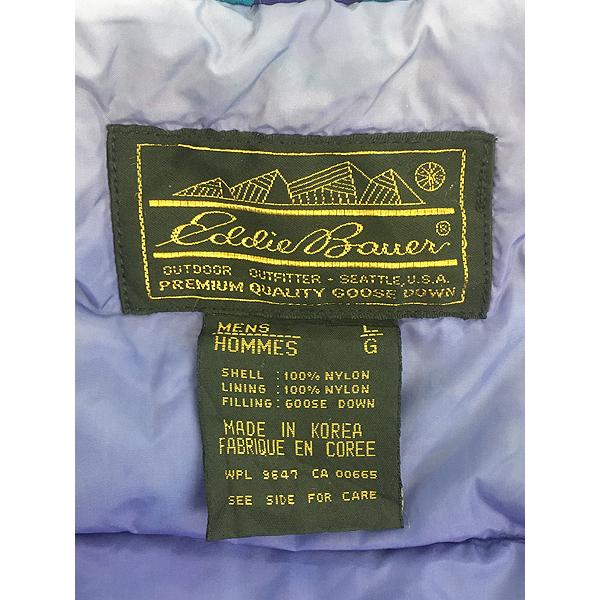 Eddie Bauer®
OUTDOOR OUTFITTER - SEATTLE, U.S.A.
PREMIUM QUALITY GOOSE DOWN
MENS L
HOMMES G
SHELL : 100% NYLON
LINING : 100% NYLON
FILLING : GOOSE DOWN
MADE IN KOREA
FABRIQUE EN COREE
WPL 9647 CA 00665
SEE SIDE FOR CARE